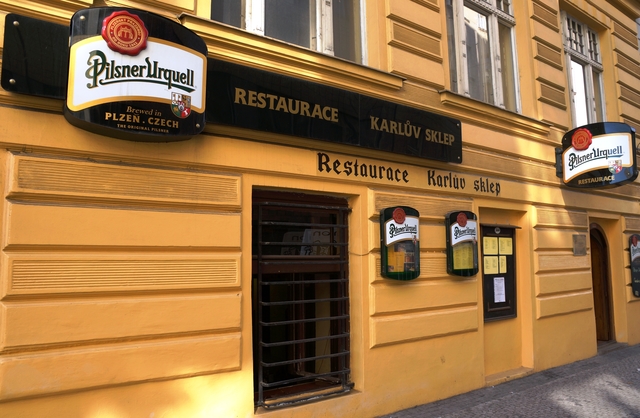 Pilsner Urquell
Brewed in
PLZEŇ . CZECH
THE ORIGINAL PILSNER
RESTAURACE
KARLŮV SKLEP
Restaurace Karlův sklep
Pilsner Urquell
Pilsner Urquell
Pilsner Urquell
RESTAURACE